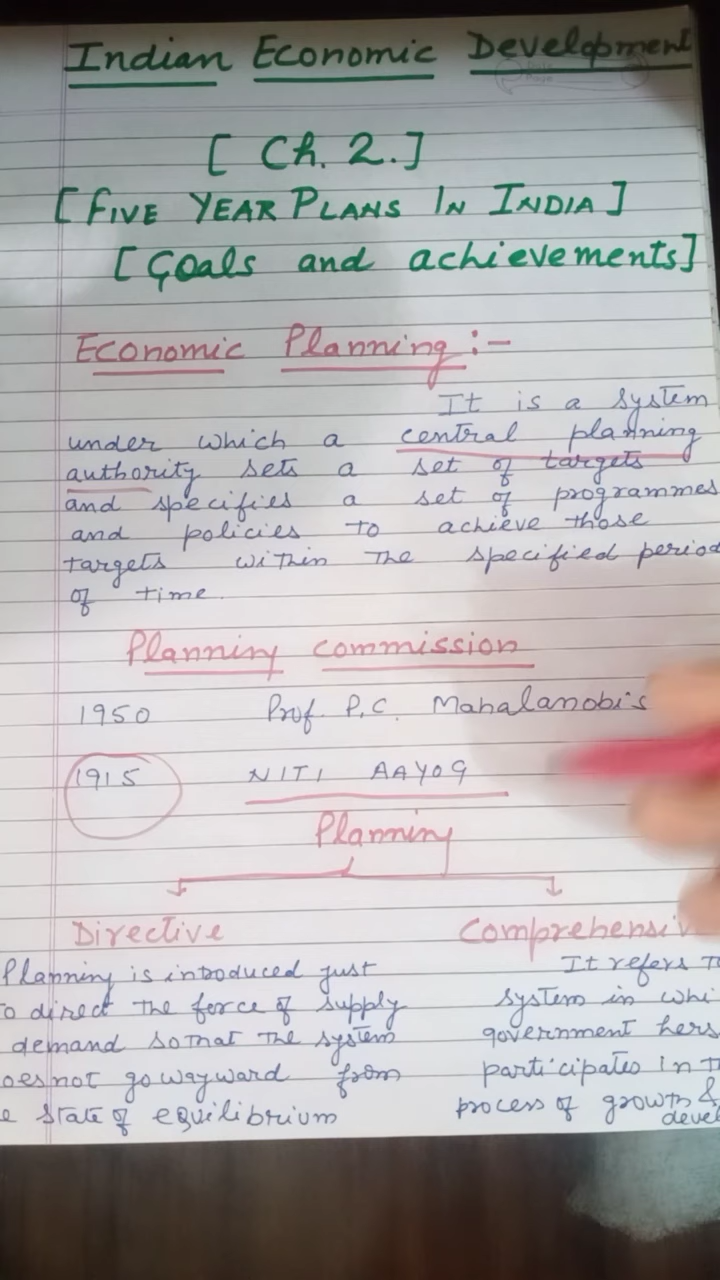 Indian Economic Development
[ Ch. 2.]
[ FIVE YEAR PLANS IN INDIA ]
[ Goals and achievements]
Economic Planning:-
It is a system
under which a central planning
authority sets a set of targets
and specifies a set of programmes
and policies to achieve those
targets within the specified period
of time.
Planning commission
1950 Prof. P.C. Mahalanobis
1915 NITI AAYOG
Planning
Directive
Planning is introduced just
to direct the force of supply
demand so that the system
oes not go wayward from
e state of equilibrium
Comprehensiv
It refers to
system in whi
government hers
participates in t
process of growth &
devel